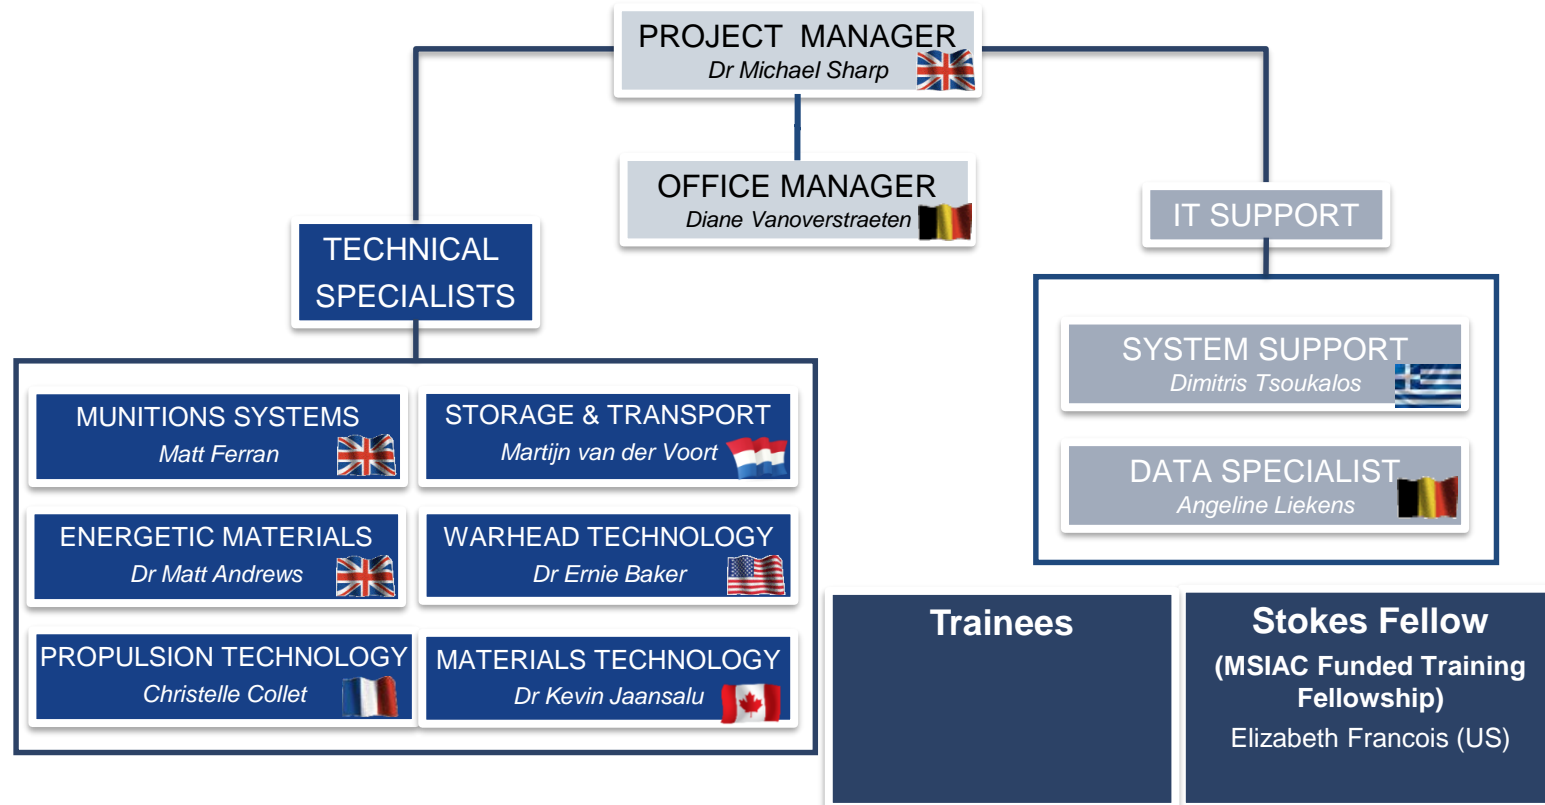 PROJECT MANAGER
Dr Michael Sharp
OFFICE MANAGER
Diane Vanoverstraeten
IT SUPPORT
TECHNICAL
SPECIALISTS
SYSTEM SUPPORT
Dimitris Tsoukalos
DATA SPECIALIST
Angeline Liekens
MUNITIONS SYSTEMS
Matt Ferran
STORAGE & TRANSPORT
Martijn van der Voort
ENERGETIC MATERIALS
Dr Matt Andrews
WARHEAD TECHNOLOGY
Dr Ernie Baker
PROPULSION TECHNOLOGY
Christelle Collet
MATERIALS TECHNOLOGY
Dr Kevin Jaansalu
Trainees
Stokes Fellow
(MSIAC Funded Training
Fellowship)
Elizabeth Francois (US)